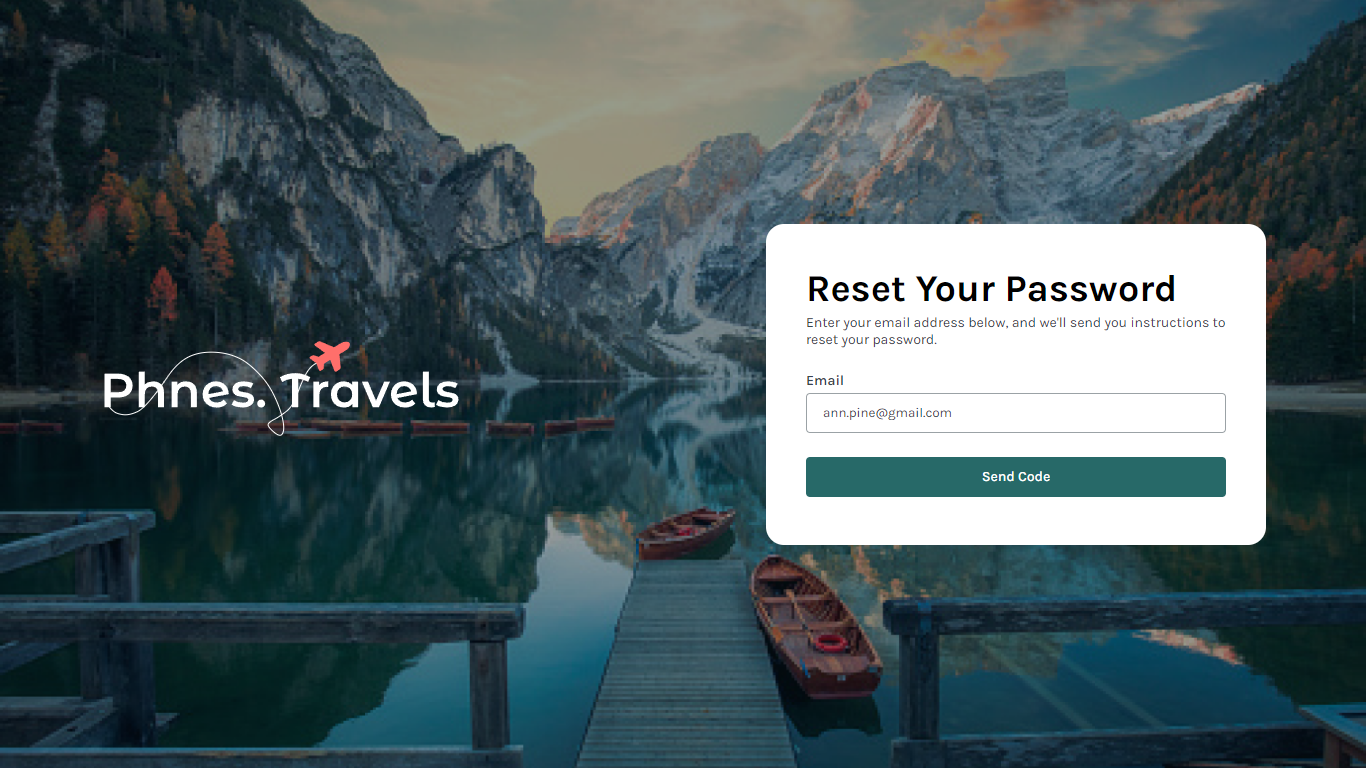 Phnes. Travels
Reset Your Password
Enter your email address below, and we'll send you instructions to
reset your password.
Email
ann.pine@gmail.com
Send Code